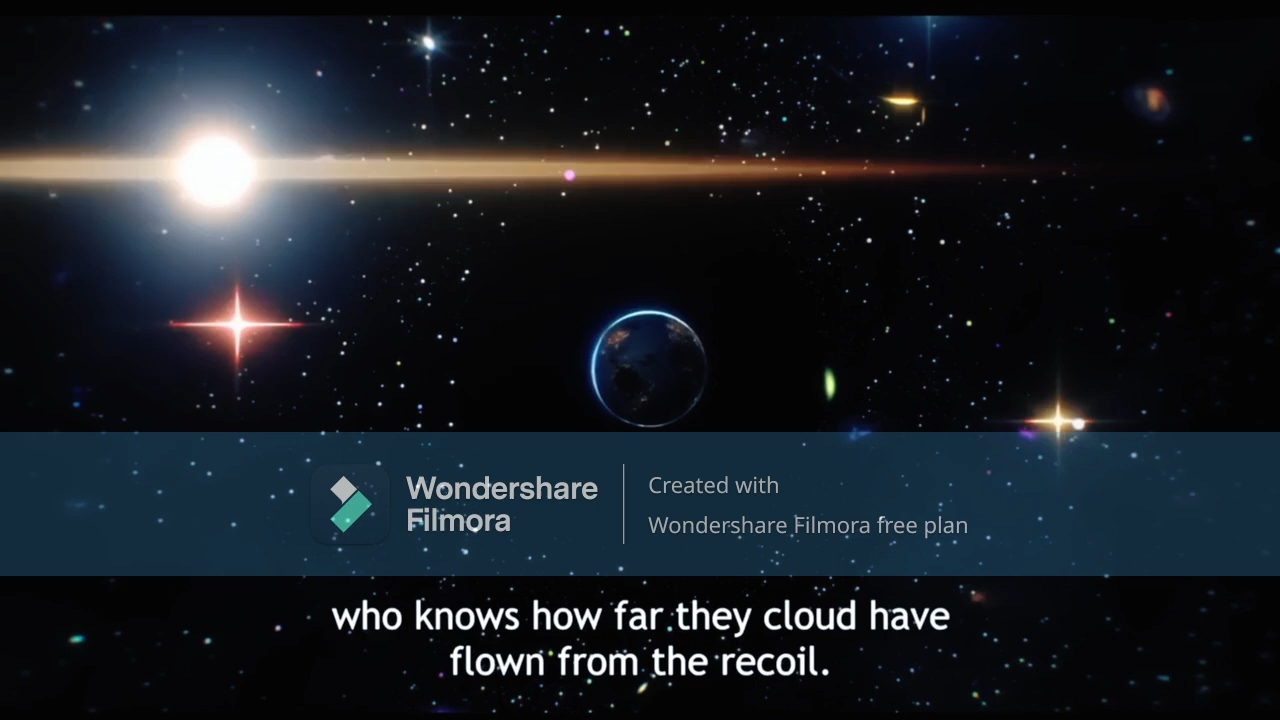 Wondershare
Filmora
Created with
Wondershare Filmora free plan
who knows how far they cloud have
flown from the recoil.